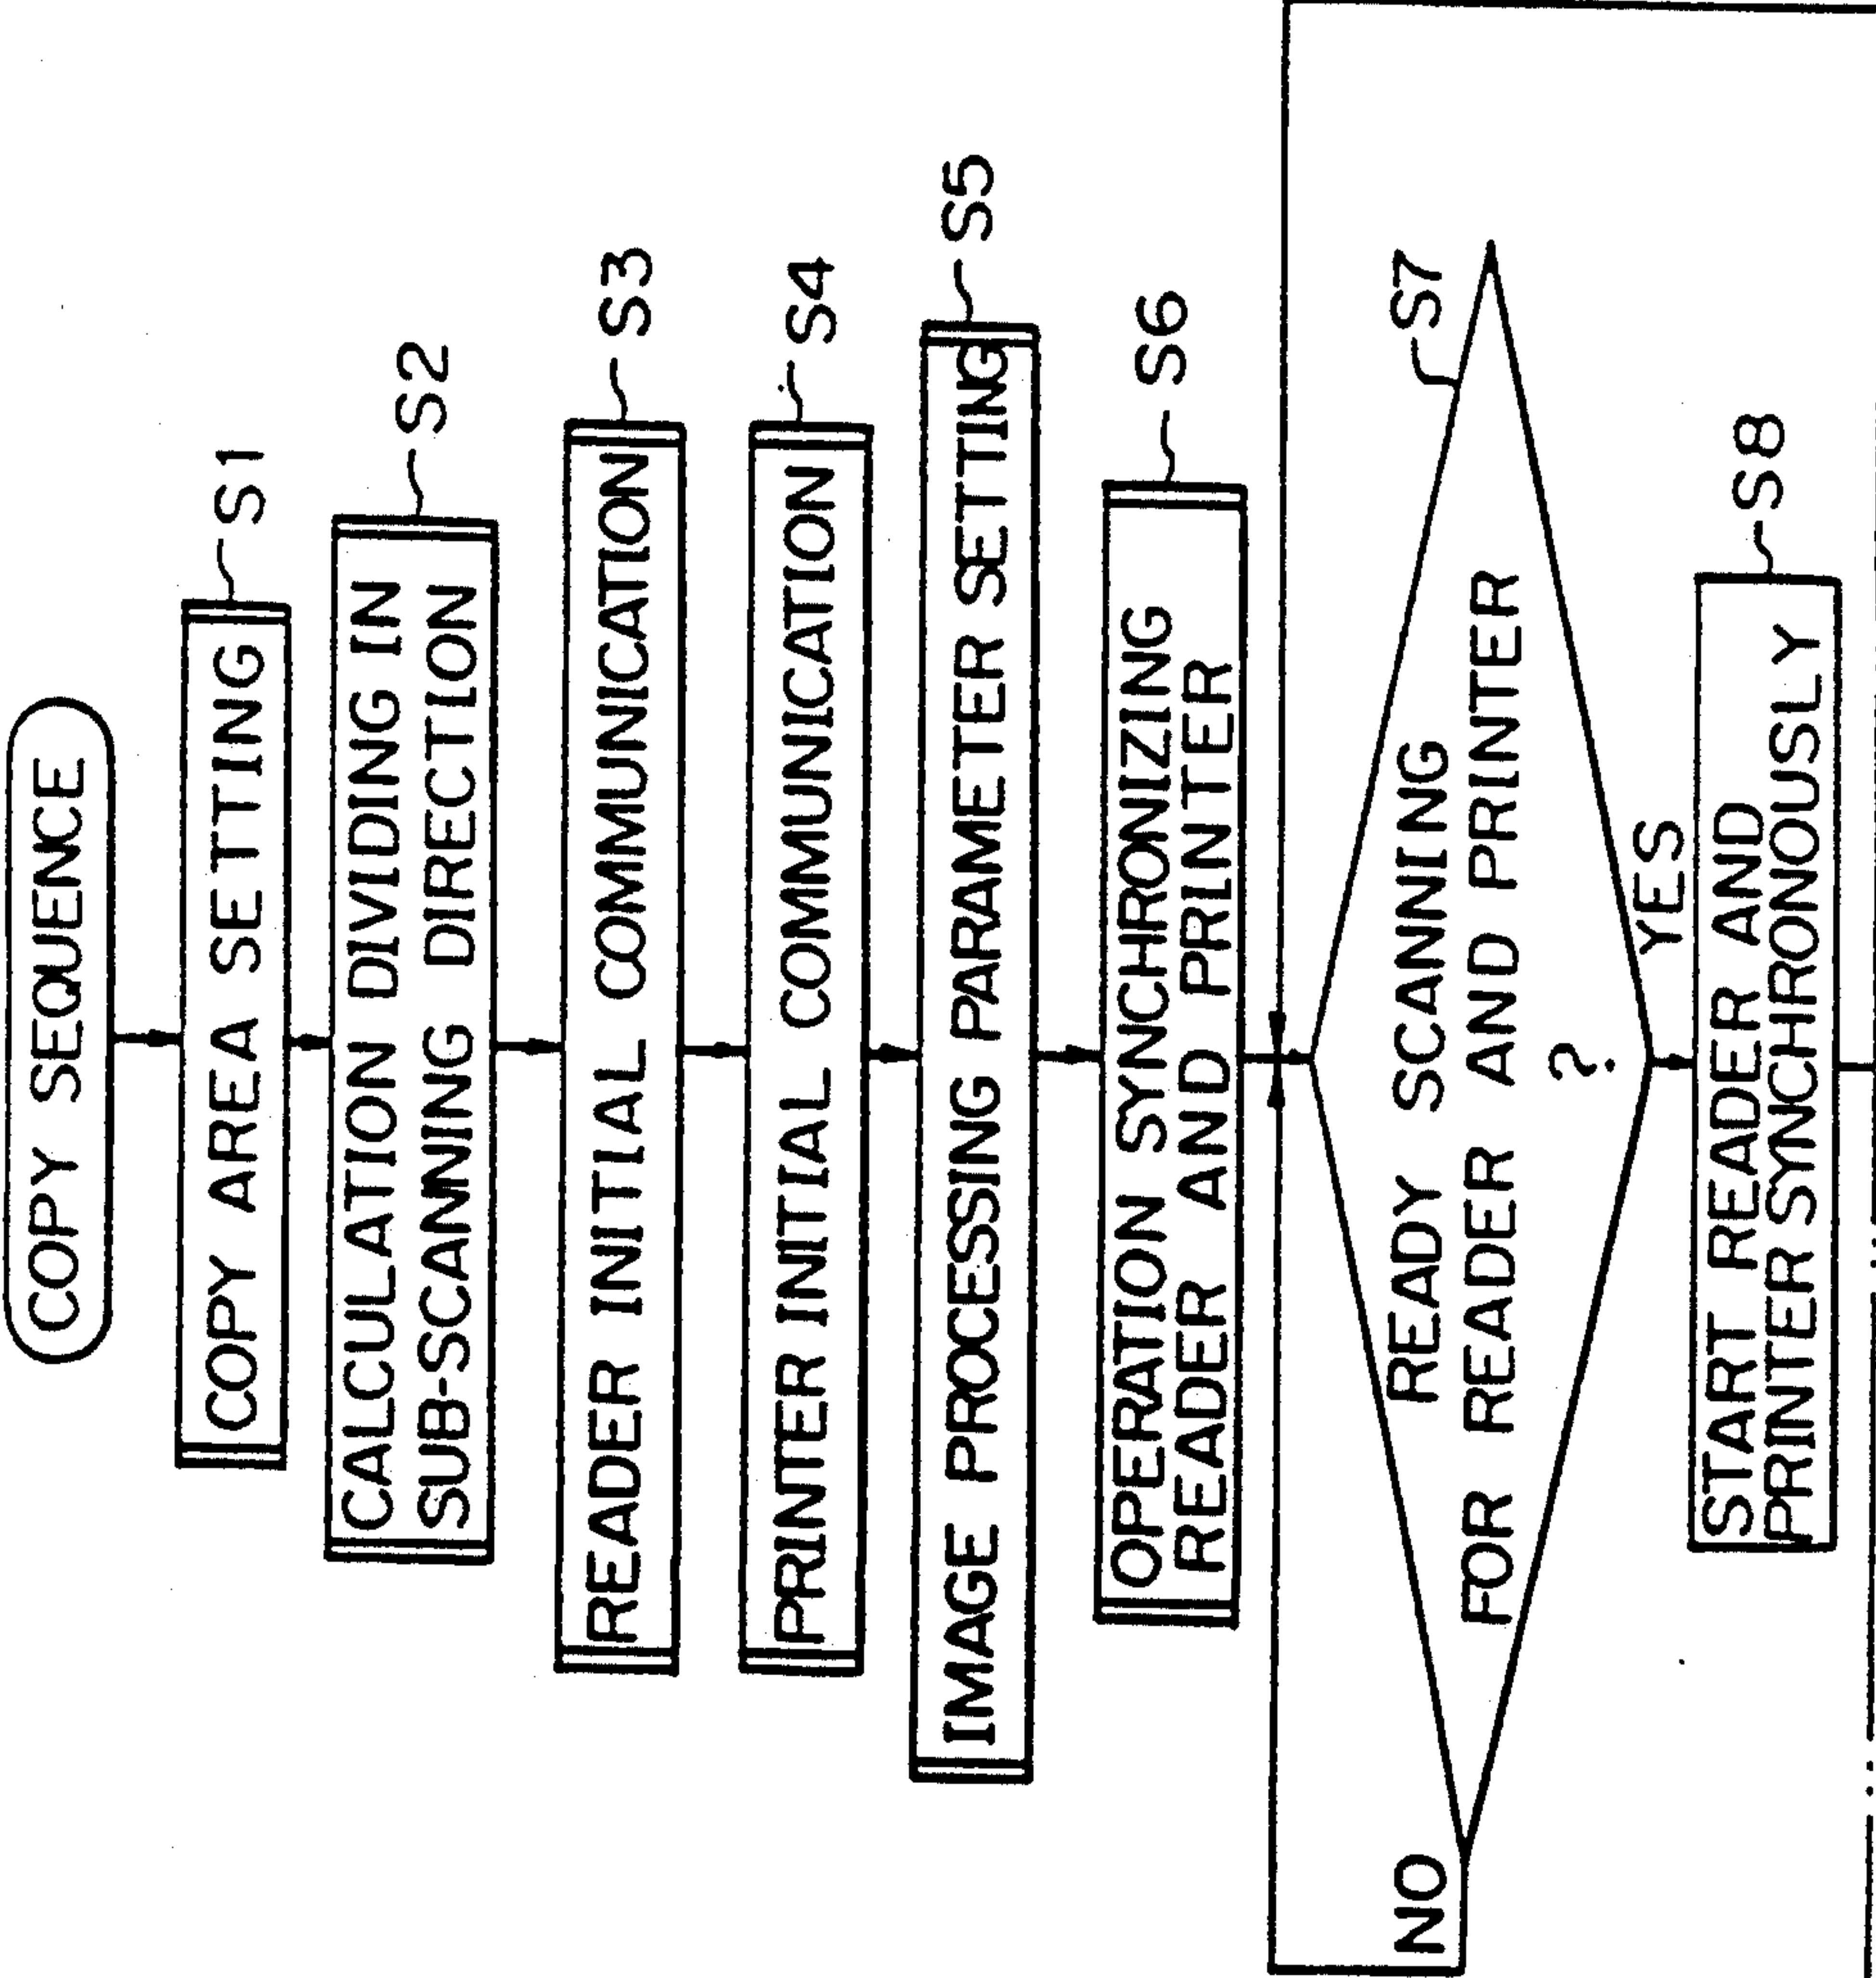 COPY SEQUENCE
COPY AREA SETTING
S1
CALCULATION DIVIDING IN
SUB-SCANNING DIRECTION
S2
READER INITIAL COMMUNICATION
S3
PRINTER INITIAL COMMUNICATION
S4
IMAGE PROCESSING PARAMETER SETTING
S5
OPERATION SYNCHRONIZING
READER AND PRINTER
S6
NO
READY SCANNING
FOR READER AND PRINTER
?
S7
YES
START READER AND
PRINTER SYNCHRONOUSLY
S8